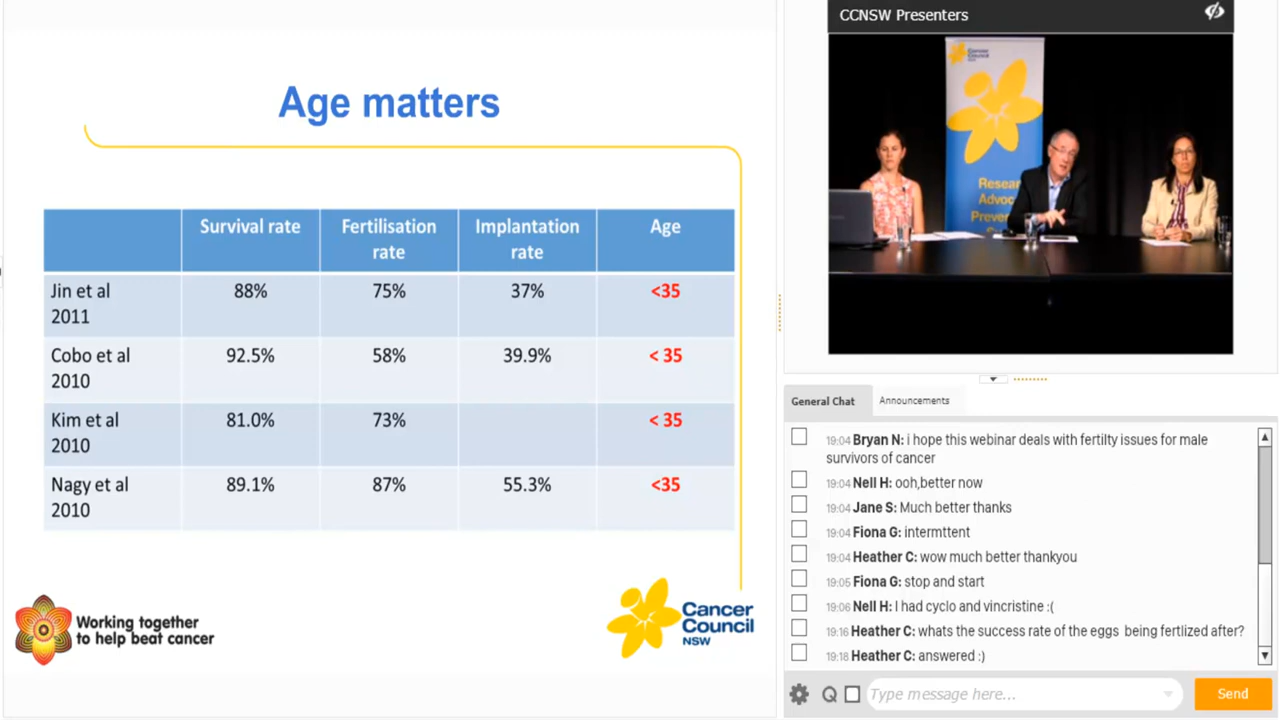 Age matters
Survival rate
Fertilisation
rate
Implantation
rate
Age
Jin et al
2011
88%
75%
37%
<35
Cobo et al
2010
92.5%
58%
39.9%
< 35
Kim et al
2010
81.0%
73%
< 35
Nagy et al
2010
89.1%
87%
55.3%
<35
Working together
to help beat cancer
Cancer
Council
NSW
CCNSW Presenters
Cancer
Council
NSW
Resear
Advoc
Preve
General Chat
Announcements
19:04 Bryan N: i hope this webinar deals with fertilty issues for male
survivors of cancer
19:04 Nell H: ooh,better now
19:04 Jane S: Much better thanks
19:04 Fiona G: intermttent
19:04 Heather C: wow much better thankyou
19:05 Fiona G: stop and start
19:06 Nell H: I had cyclo and vincristine :(
19:16 Heather C: whats the success rate of the eggs being fertlized after?
19:18 Heather C: answered :)
Q
Type message here...
Send